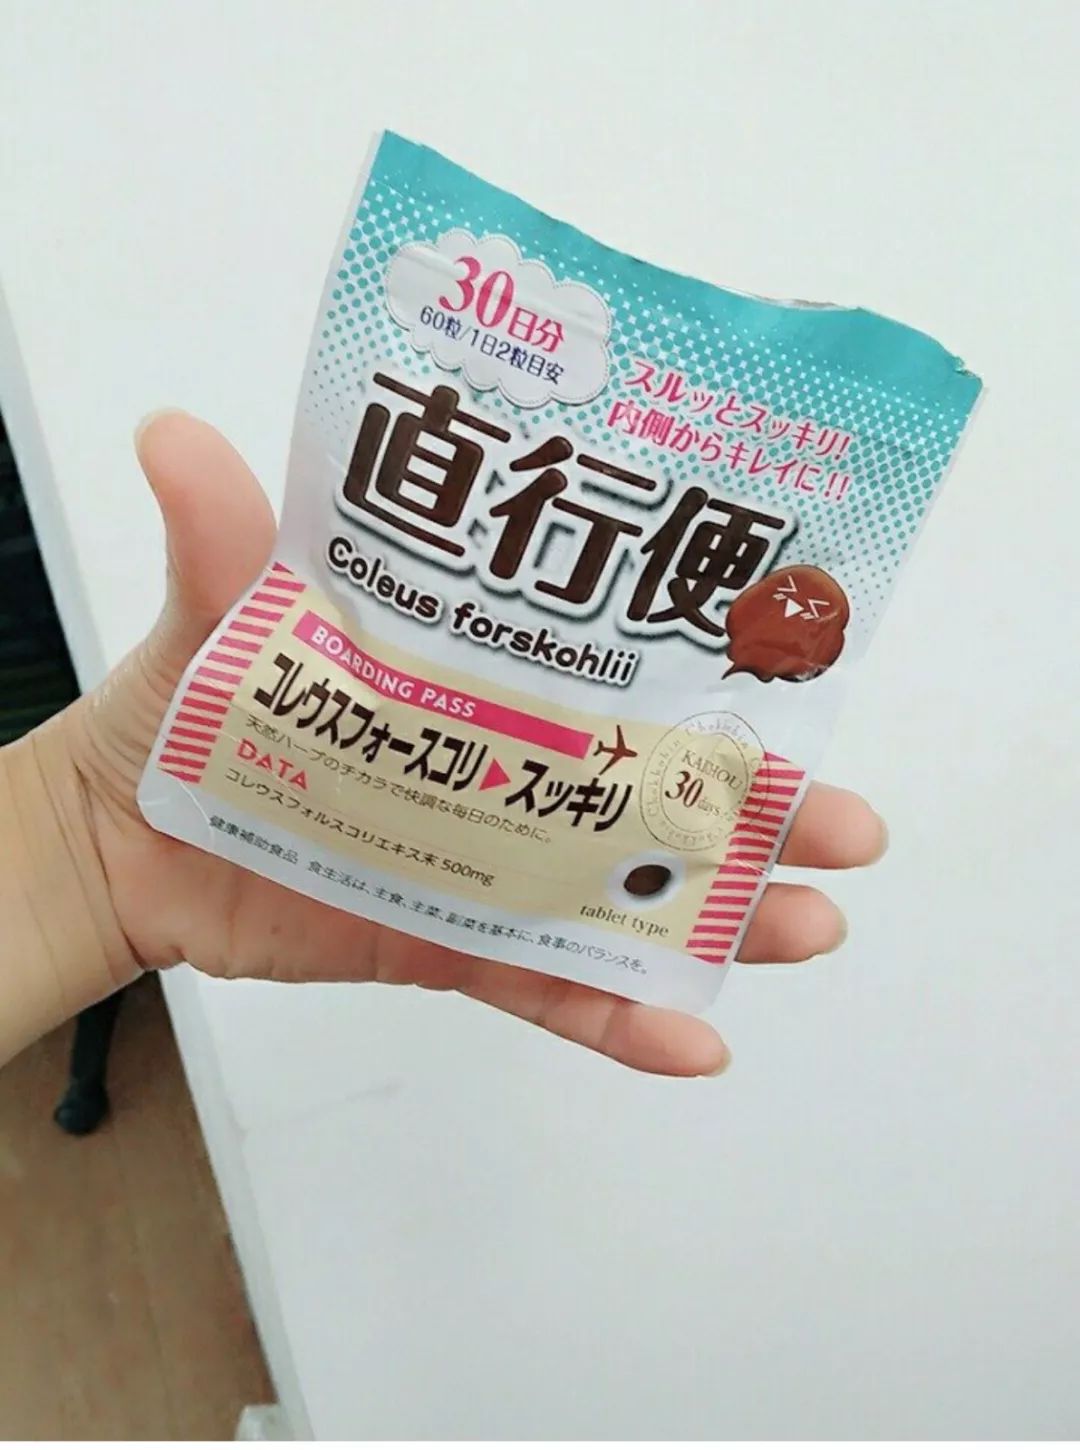 30日分
60粒/1日2粒目安
スルッとスッキリ!
内側からキレイに!!
直行便
Coleus forskohlii
BOARDING PASS
コレウスフォースコリ▶スッキリ
天然ハーブのチカラで快調な毎日のために。
DATA
コレウスフォルスコリエキス末 500mg
KAIHOU
30days
tablet type
健康補助食品 食生活は、主食、主菜、副菜を基本に、食事のバランスを。